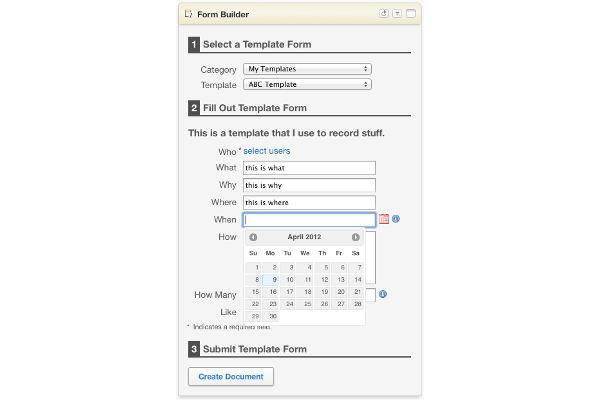 Form Builder
1 Select a Template Form
Category My Templates
Template ABC Template
2 Fill Out Template Form
This is a template that I use to record stuff.
Who * select users
What this is what
Why this is why
Where this is where
When
How
April 2012
Su Mo Tu We Th Fr Sa
1 2 3 4 5 6 7
8 9 10 11 12 13 14
15 16 17 18 19 20 21
22 23 24 25 26 27 28
29 30
How Many
Like
* Indicates a required field.
3 Submit Template Form
Create Document